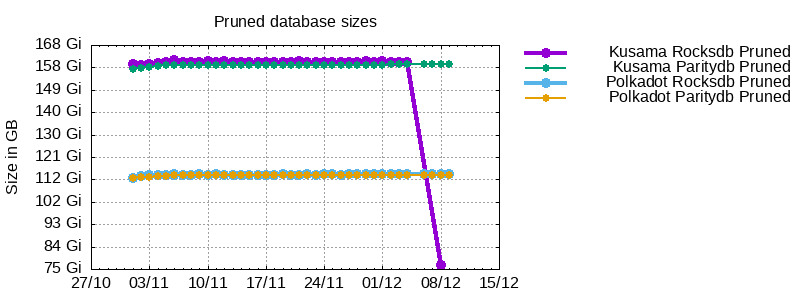 Pruned database sizes
Size in GB
168 Gi
158 Gi
149 Gi
140 Gi
130 Gi
121 Gi
112 Gi
102 Gi
93 Gi
84 Gi
75 Gi
27/10 03/11 10/11 17/11 24/11 01/12 08/12 15/12
Kusama Rocksdb Pruned
Kusama Paritydb Pruned
Polkadot Rocksdb Pruned
Polkadot Paritydb Pruned